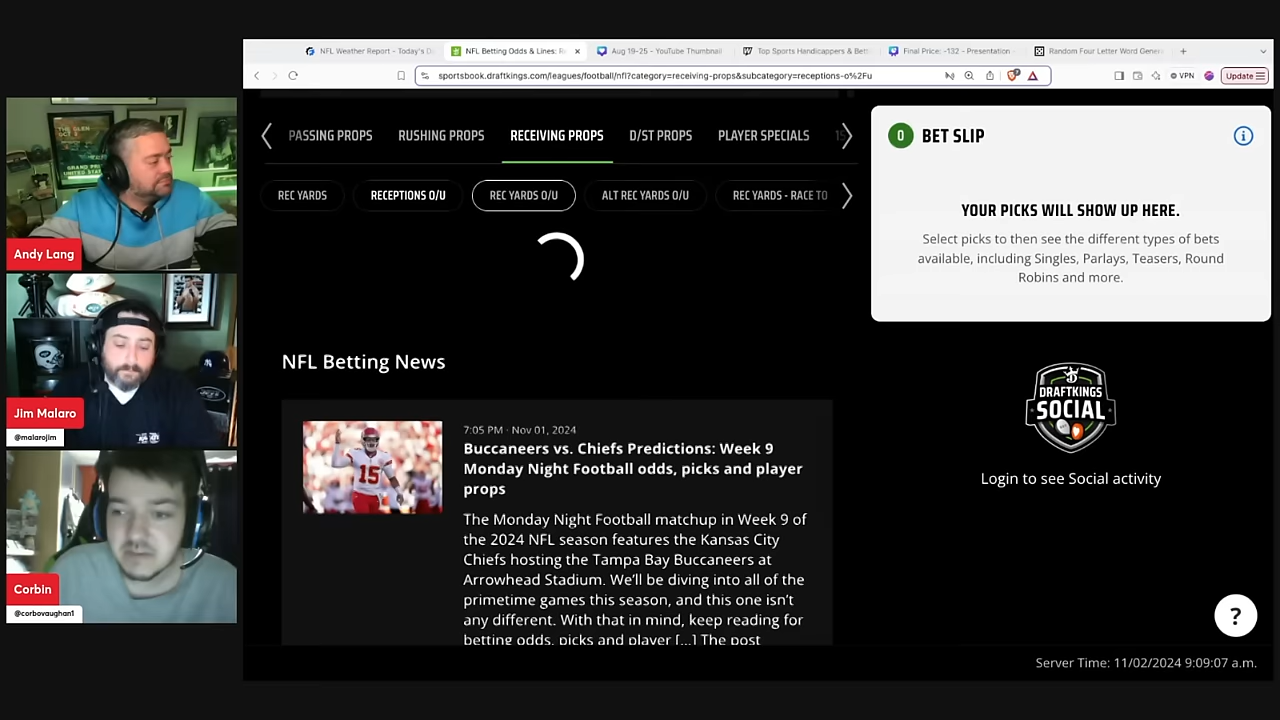 NFL Weather Report - Today's
NFL Betting Odds & Lines:
Aug 19-25 - YouTube Thumbnail
Top Sports Handicappers & Bett
Final Price: -132 - Presentation
Random Four Letter Word Gener
sportsbook.draftkings.com/leagues/football/nfl?category=receiving-props&subcategory=receptions-o%2Fu
VPN
Update
PASSING PROPS
RUSHING PROPS
RECEIVING PROPS
D/ST PROPS
PLAYER SPECIALS
REC YARDS
RECEPTIONS O/U
REC YARDS O/U
ALT REC YARDS O/U
REC YARDS - RACE TO
0 BET SLIP
YOUR PICKS WILL SHOW UP HERE.
Select picks to then see the different types of bets
available, including Singles, Parlays, Teasers, Round
Robins and more.
NFL Betting News
7:05 PM · Nov 01, 2024
Buccaneers vs. Chiefs Predictions: Week 9
Monday Night Football odds, picks and player
props
The Monday Night Football matchup in Week 9 of
the 2024 NFL season features the Kansas City
Chiefs hosting the Tampa Bay Buccaneers at
Arrowhead Stadium. We'll be diving into all of the
primetime games this season, and this one isn't
any different. With that in mind, keep reading for
betting odds, picks and player [...] The post
15
DRAFTKINGS
SOCIAL
Login to see Social activity
?
Server Time: 11/02/2024 9:09:07 a.m.
Andy Lang
Jim Malaro
@malarojim
Corbin
@corbovaughan1